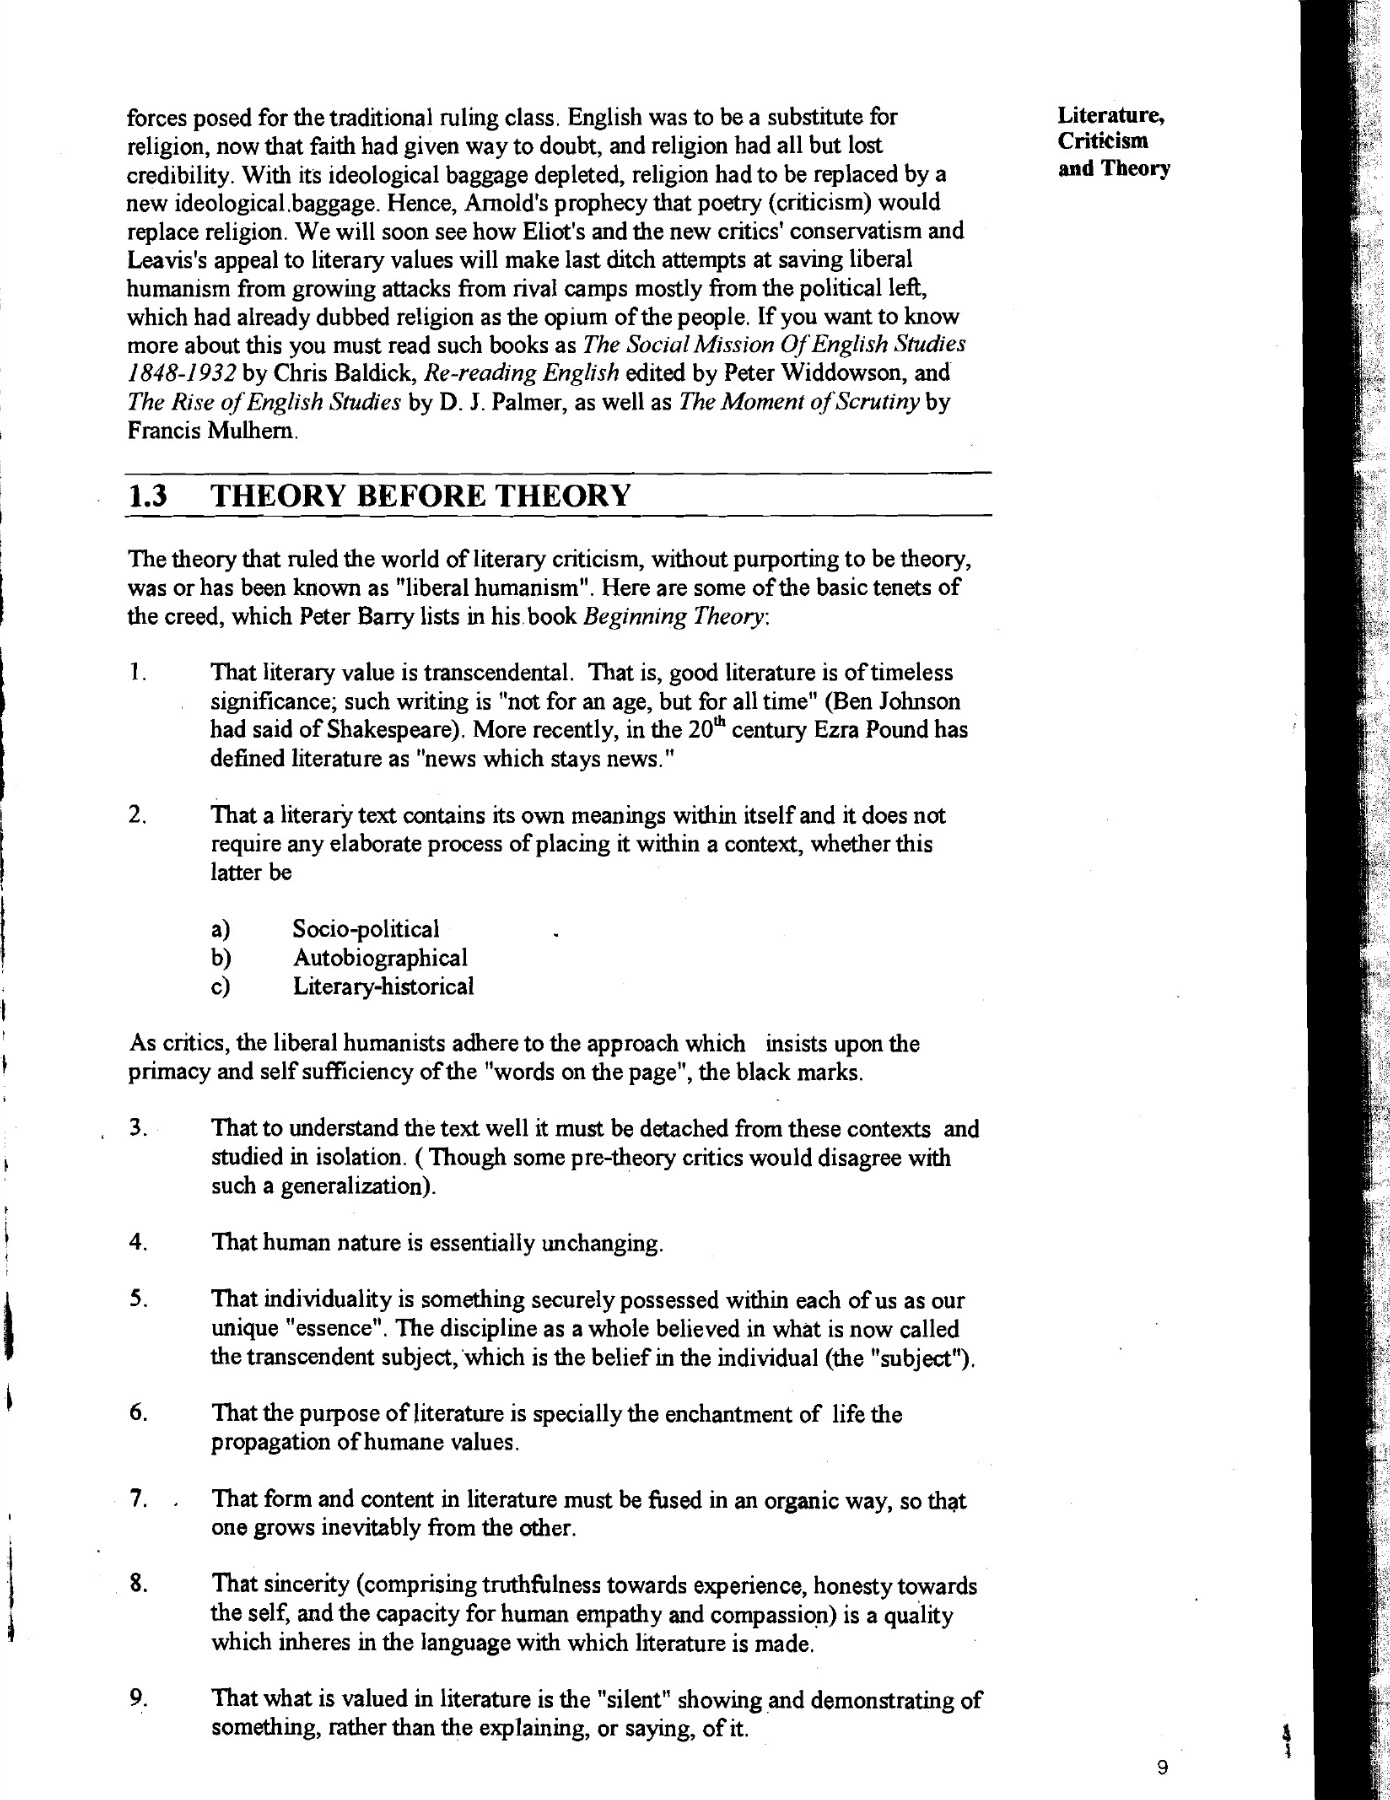 forces posed for the traditional ruling class. English was to be a substitute for
religion, now that faith had given way to doubt, and religion had all but lost
credibility. With its ideological baggage depleted, religion had to be replaced by a
new ideological baggage. Hence, Arnold's prophecy that poetry (criticism) would
replace religion. We will soon see how Eliot's and the new critics' conservatism and
Leavis's appeal to literary values will make last ditch attempts at saving liberal
humanism from growing attacks from rival camps mostly from the political left,
which had already dubbed religion as the opium of the people. If you want to know
more about this you must read such books as The Social Mission Of English Studies
1848-1932 by Chris Baldick, Re-reading English edited by Peter Widdowson, and
The Rise of English Studies by D. J. Palmer, as well as The Moment of Scrutiny by
Francis Mulhern.
Literature,
Criticism
and Theory
1.3 THEORY BEFORE THEORY
The theory that ruled the world of literary criticism, without purporting to be theory,
was or has been known as "liberal humanism". Here are some of the basic tenets of
the creed, which Peter Barry lists in his book Beginning Theory:
1. That literary value is transcendental. That is, good literature is of timeless
significance; such writing is "not for an age, but for all time" (Ben Johnson
had said of Shakespeare). More recently, in the 20th century Ezra Pound has
defined literature as "news which stays news."
2. That a literary text contains its own meanings within itself and it does not
require any elaborate process of placing it within a context, whether this
latter be
a) Socio-political
b) Autobiographical
c) Literary-historical
As critics, the liberal humanists adhere to the approach which insists upon the
primacy and self sufficiency of the "words on the page", the black marks.
3. That to understand the text well it must be detached from these contexts and
studied in isolation. ( Though some pre-theory critics would disagree with
such a generalization).
4. That human nature is essentially unchanging.
5. That individuality is something securely possessed within each of us as our
unique "essence". The discipline as a whole believed in what is now called
the transcendent subject, which is the belief in the individual (the "subject").
6. That the purpose of literature is specially the enchantment of life the
propagation of humane values.
7. That form and content in literature must be fused in an organic way, so that
one grows inevitably from the other.
8. That sincerity (comprising truthfulness towards experience, honesty towards
the self, and the capacity for human empathy and compassion) is a quality
which inheres in the language with which literature is made.
9. That what is valued in literature is the "silent" showing and demonstrating of
something, rather than the explaining, or saying, of it.
9